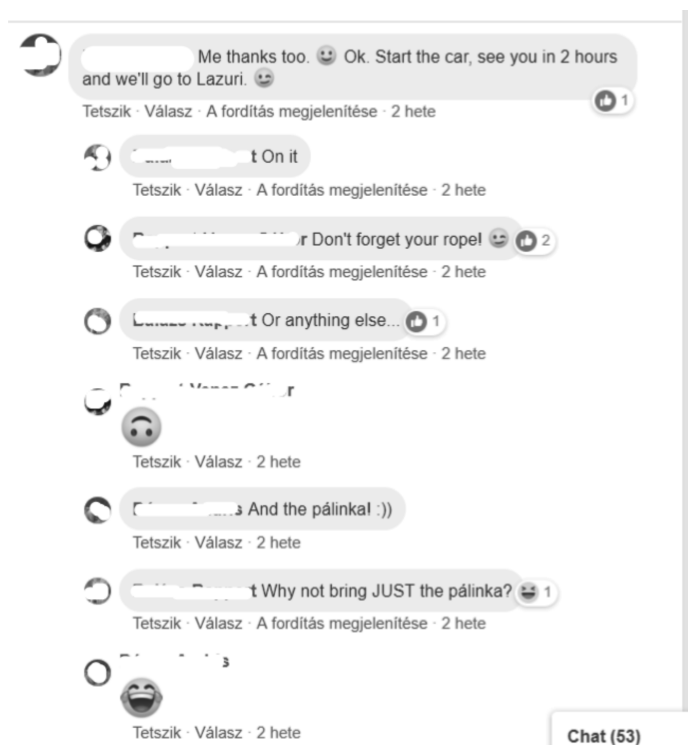 Me thanks too. Ok. Start the car, see you in 2 hours
and we'll go to Lazuri.
1
Tetszik · Válasz · A fordítás megjelenítése · 2 hete
t On it
Tetszik · Válasz · A fordítás megjelenítése · 2 hete
r Don't forget your rope! 2
Tetszik · Válasz · A fordítás megjelenítése · 2 hete
t Or anything else... 1
Tetszik · Válasz · A fordítás megjelenítése · 2 hete
r
Tetszik · Válasz · 2 hete
s And the pálinka! :))
Tetszik · Válasz · 2 hete
t Why not bring JUST the pálinka? 1
Tetszik · Válasz · A fordítás megjelenítése · 2 hete
s
Tetszik · Válasz · 2 hete
Chat (53)